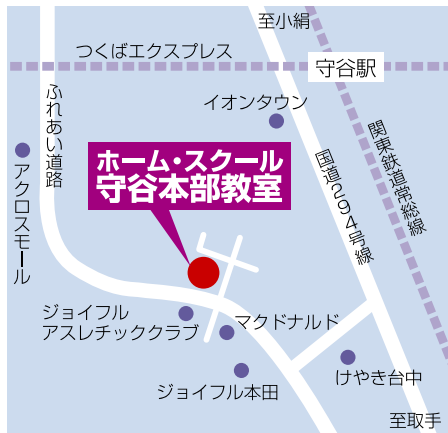 至小絹
つくばエクスプレス
守谷駅
イオンタウン
ふれあい道路
関東鉄道常総線
国道294号線
アクロスモール
ホーム・スクール
守谷本部教室
ジョイフル
アスレチッククラブ
マクドナルド
けやき台中
ジョイフル本田
至取手